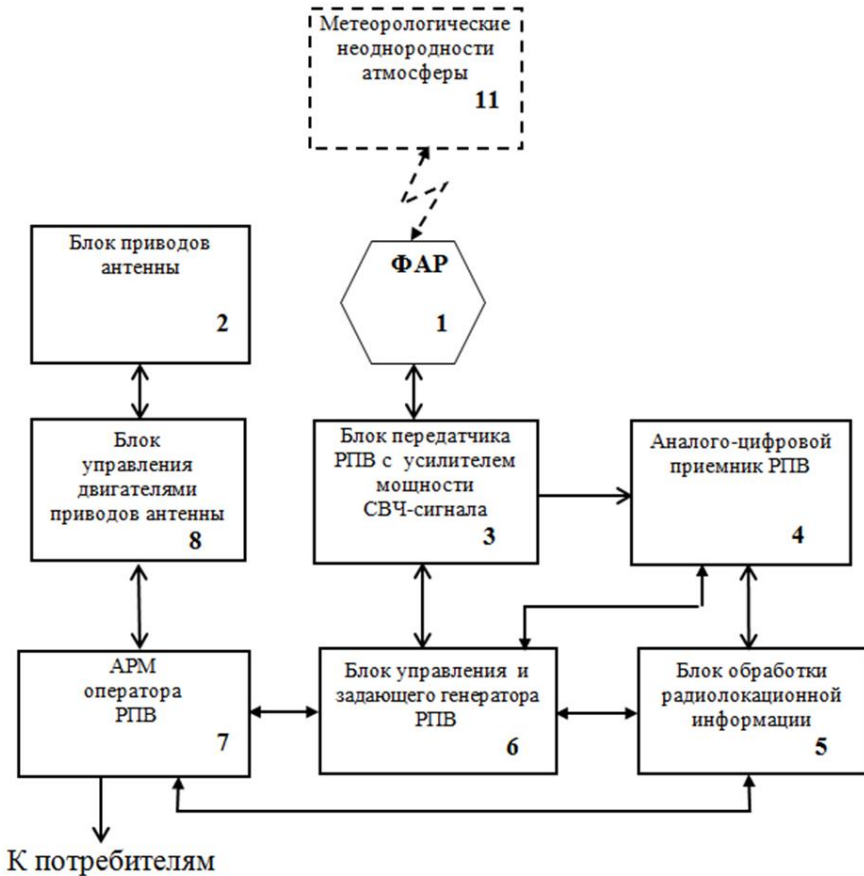 Метеорологические
неоднородности
атмосферы
11
Блок приводов
антенны
2
ФАР
1
Блок
управления
двигателями
приводов антенны
8
Блок передатчика
РПВ с усилителем
мощности
СВЧ-сигнала
3
Аналого-цифровой
приемник РПВ
4
АРМ
оператора
РПВ
7
Блок управления и
задающего генератора
РПВ
6
Блок обработки
радиолокационной
информации
5
К потребителям